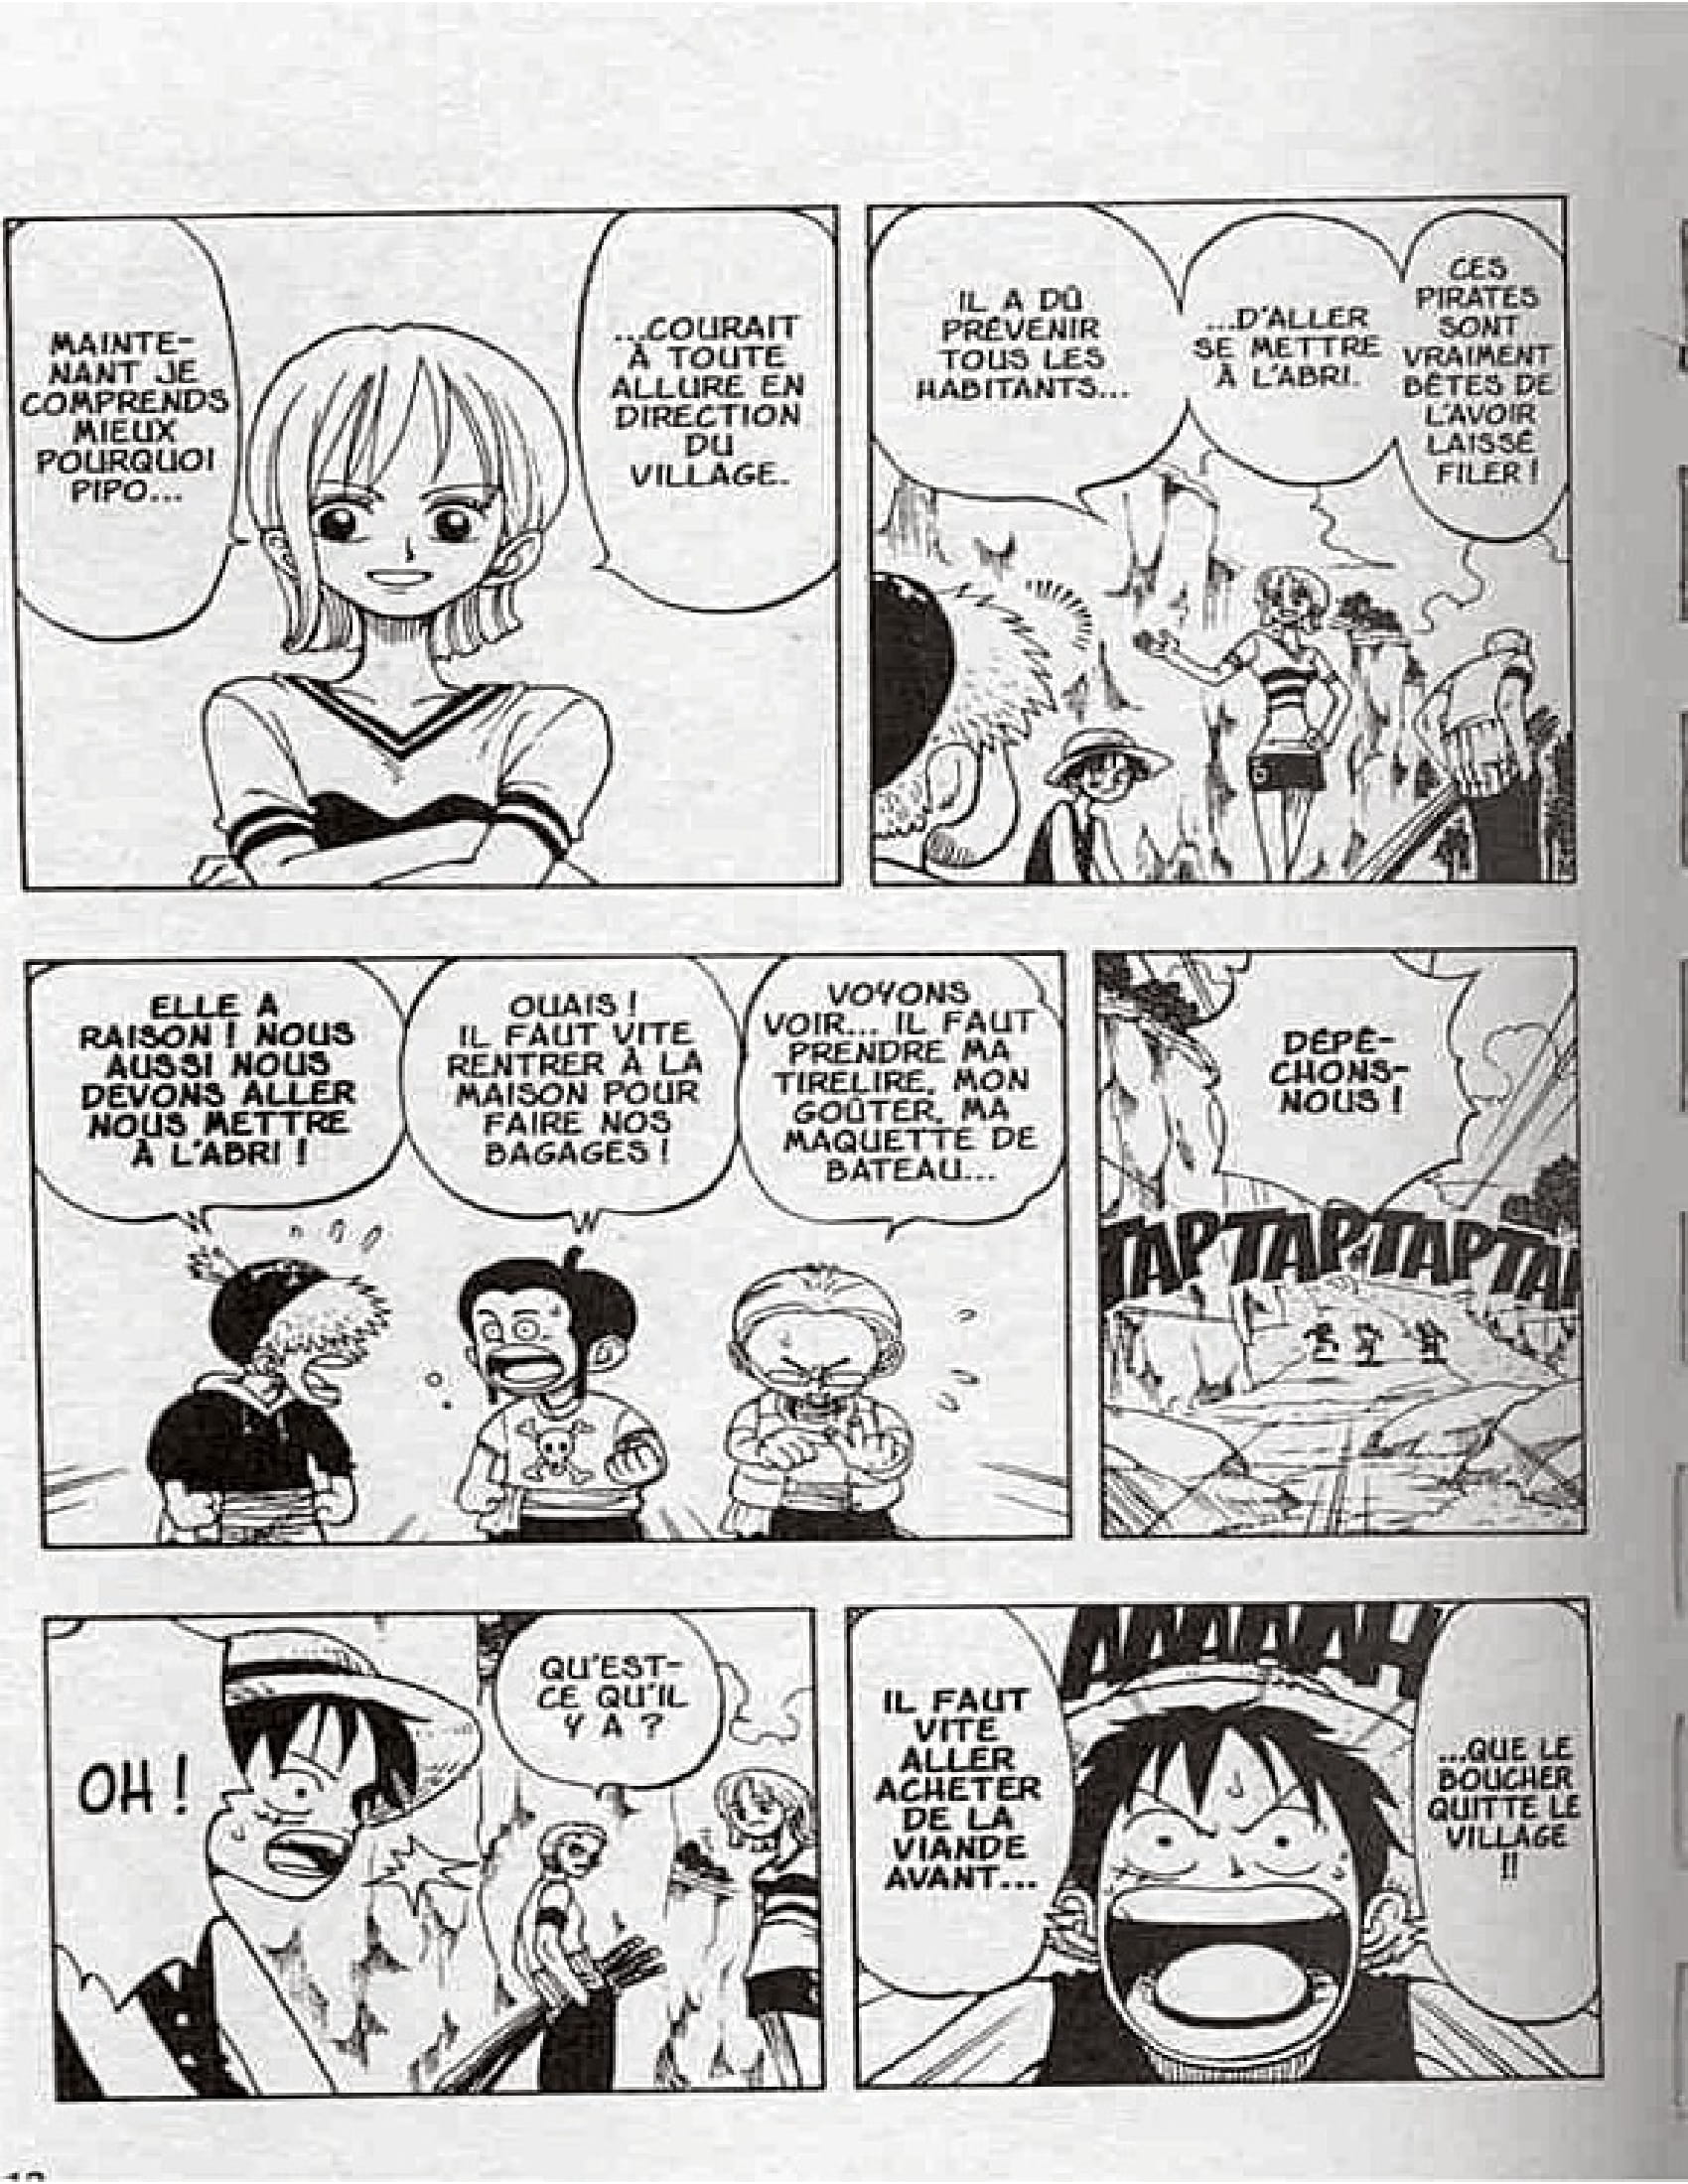 MAINTE-
NANT JE
COMPRENDS
MIEUX
POURQUOI
PIPO...
...COURAIT
À TOUTE
ALLURE EN
DIRECTION
DU
VILLAGE.
IL A DÛ
PRÉVENIR
TOUS LES
HABITANTS...
...D'ALLER
SE METTRE
À L'ABRI.
CES
PIRATES
SONT
VRAIMENT
BÊTES DE
L'AVOIR
LAISSÉ
FILER !
ELLE A
RAISON ! NOUS
AUSSI NOUS
DEVONS ALLER
NOUS METTRE
À L'ABRI !
OUAIS !
IL FAUT VITE
RENTRER À LA
MAISON POUR
FAIRE NOS
BAGAGES !
VOYONS
VOIR... IL FAUT
PRENDRE MA
TIRELIRE, MON
GOÛTER, MA
MAQUETTE DE
BATEAU...
DÉPÊ-
CHONS-
NOUS !
TAP TAP TAP TAP
OH !
QU'EST-
CE QU'IL
Y A ?
AAAAAH
IL FAUT
VITE
ALLER
ACHETER
DE LA
VIANDE
AVANT...
...QUE LE
BOUCHER
QUITTE LE
VILLAGE
!!